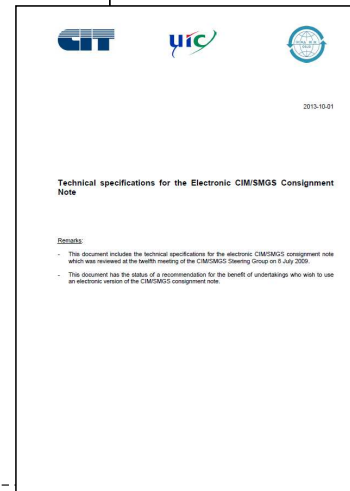 CIT uic
2013-10-01
Technical specifications for the Electronic CIM/SMGS Consignment
Note
Remarks:
- This document includes the technical specifications for the electronic CIM/SMGS consignment note
which was reviewed at the twelfth meeting of the CIM/SMGS Steering Group on 8 July 2009.
- This document has the status of a recommendation for the benefit of undertakings who wish to use
an electronic version of the CIM/SMGS consignment note.